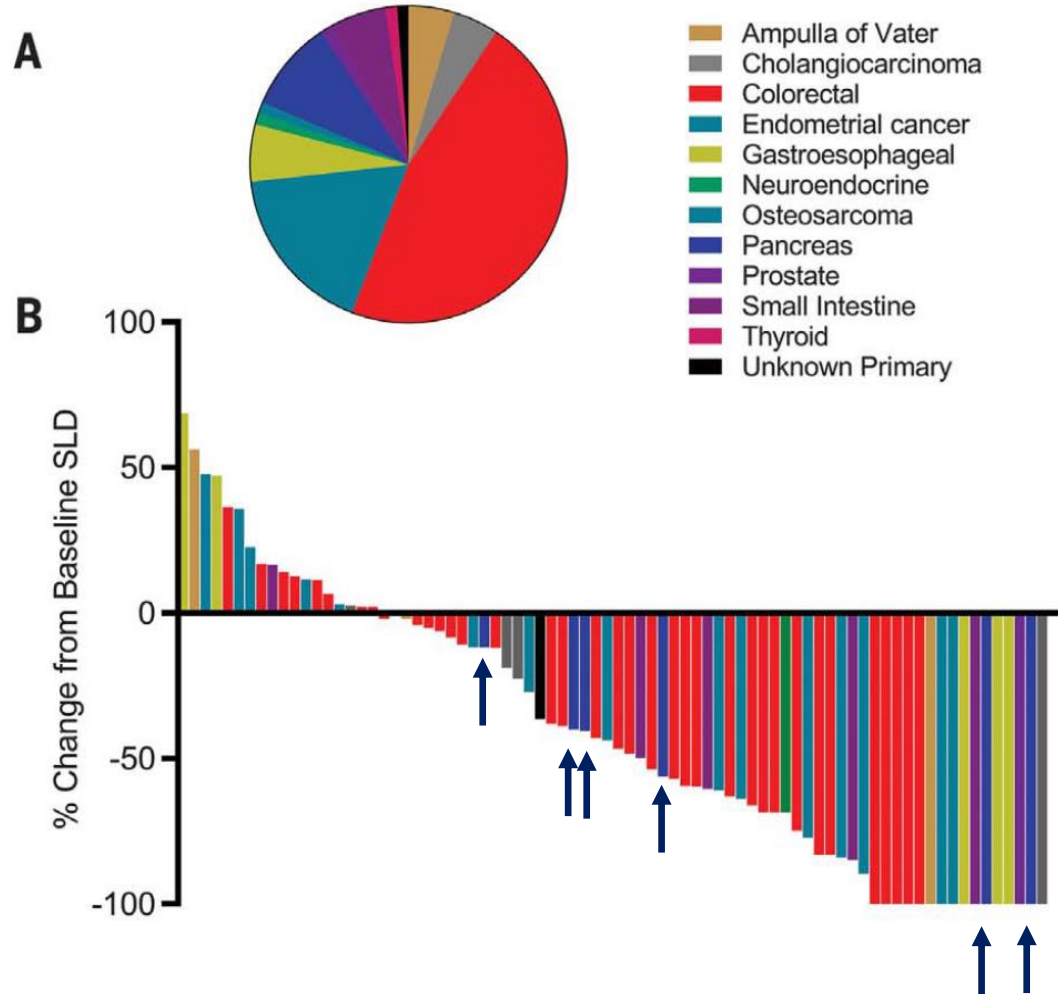 A
Ampulla of Vater
Cholangiocarcinoma
Colorectal
Endometrial cancer
Gastroesophageal
Neuroendocrine
Osteosarcoma
Pancreas
Prostate
Small Intestine
Thyroid
Unknown Primary
B
% Change from Baseline SLD
100
50
0
-50
-100